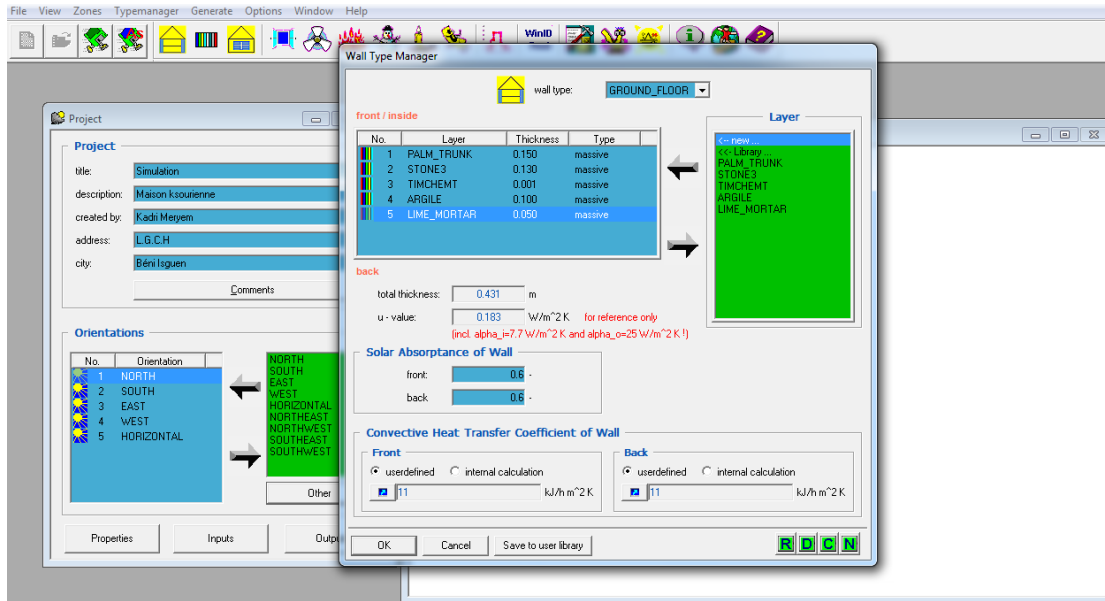 File View Zones Typemanager Generate Options Window Help
WinID
Wall Type Manager
wall type: GROUND_FLOOR
front / inside
No. Layer Thickness Type
1 PALM_TRUNK 0.150 massive
2 STONE3 0.130 massive
3 TIMCHEMT 0.001 massive
4 ARGILE 0.100 massive
5 LIME_MORTAR 0.050 massive
back
Layer
<-- new ...
<<- Library ...
PALM_TRUNK
STONE3
TIMCHEMT
ARGILE
LIME_MORTAR
total thickness: 0.431 m
u - value: 0.183 W/m^2 K for reference only
(incl. alpha_i=7.7 W/m^2 K and alpha_o=25 W/m^2 K !)
Solar Absorptance of Wall
front: 0.6 -
back 0.6 -
Convective Heat Transfer Coefficient of Wall
Front
userdefined internal calculation
11 kJ/h m^2 K
Back
userdefined internal calculation
11 kJ/h m^2 K
OK Cancel Save to user library
R D C N
Project
Project
title: Simulation
description: Maison ksourienne
created by: Kadri Meryem
address: L.G.C.H
city: Béni Isguen
Comments
Orientations
No. Orientation
1 NORTH
2 SOUTH
3 EAST
4 WEST
5 HORIZONTAL
NORTH
SOUTH
EAST
WEST
HORIZONTAL
NORTHEAST
NORTHWEST
SOUTHEAST
SOUTHWEST
Other
Properties Inputs Outpu